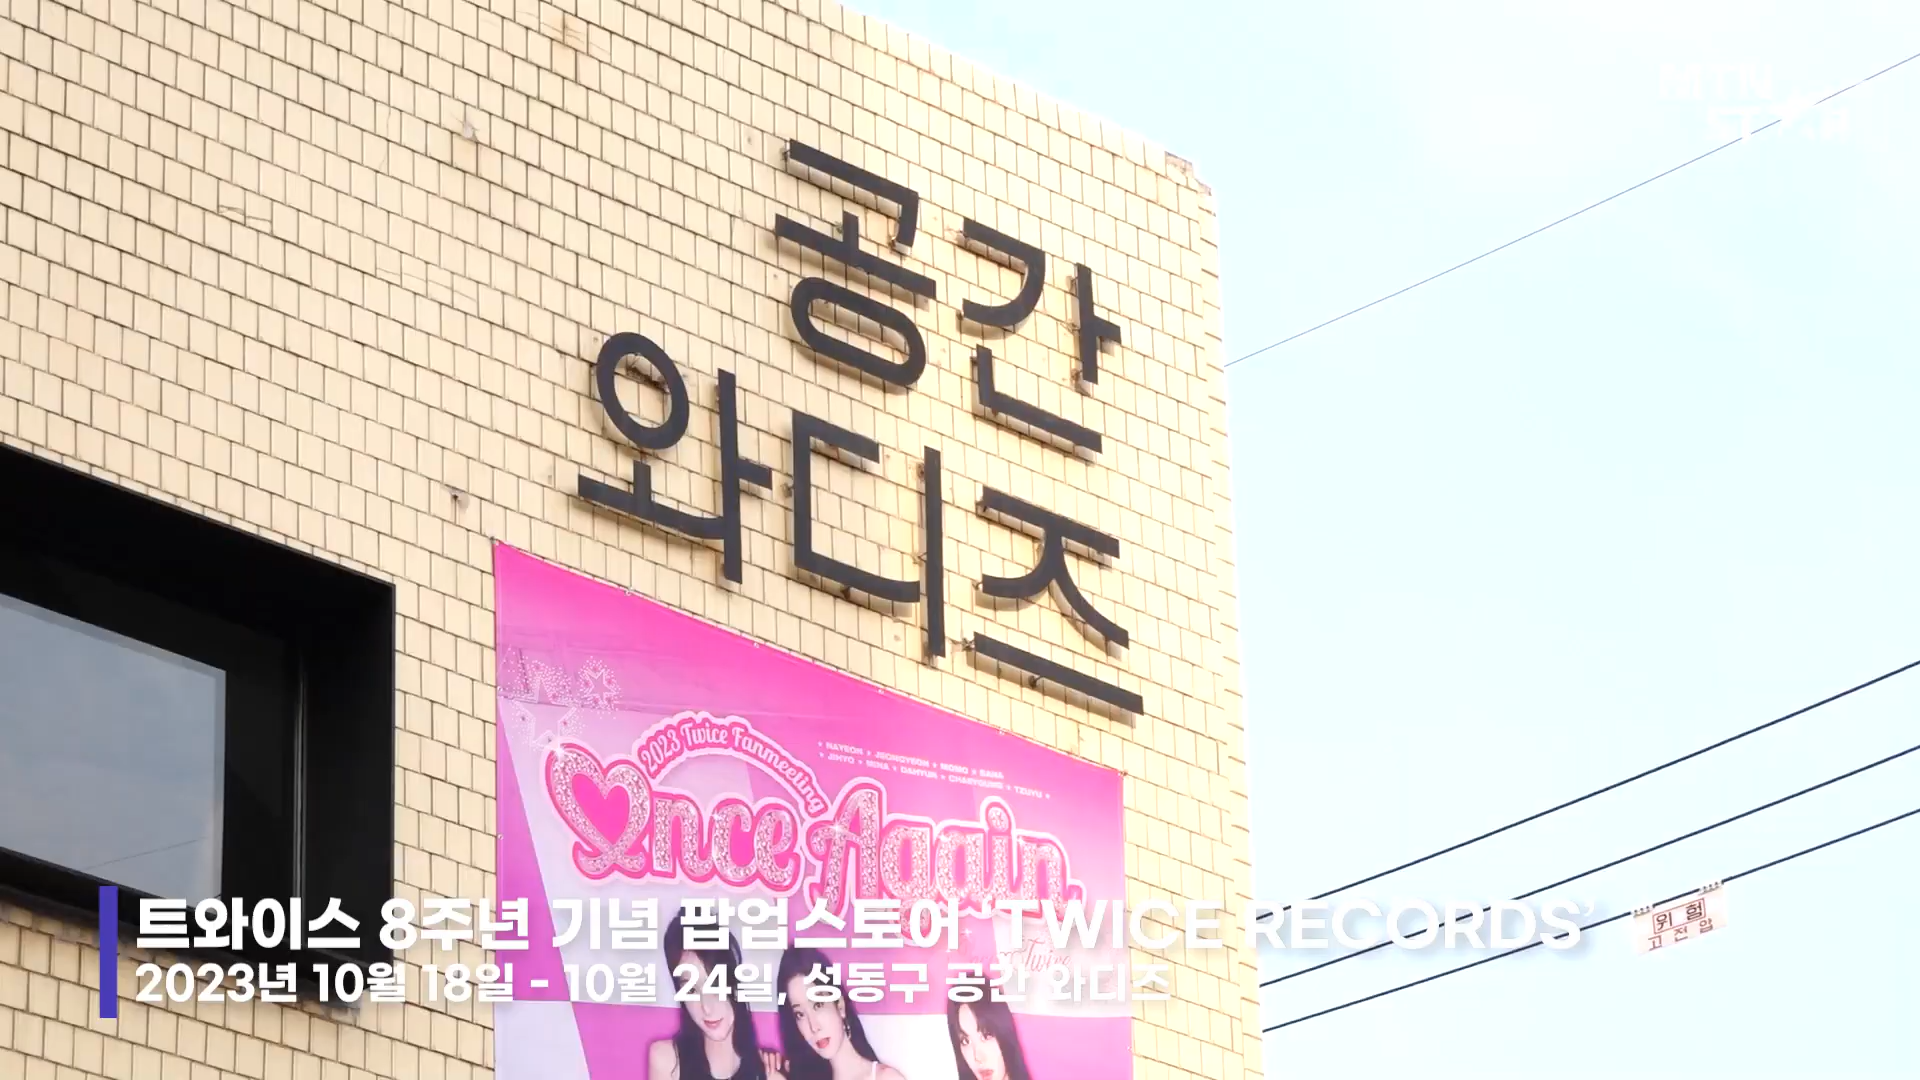 MTN
STAR
공간
와디즈
2023 Twice Fanmeeting
NAYEON JEONGYEON MOMO SANA
JIHYO MINA DAHYUN CHAEYOUNG TZUYU
Once Again
트와이스 8주년 기념 팝업스토어 ‘TWICE RECORDS’
2023년 10월 18일 - 10월 24일, 성동구 공간 와디즈
위험
고전압